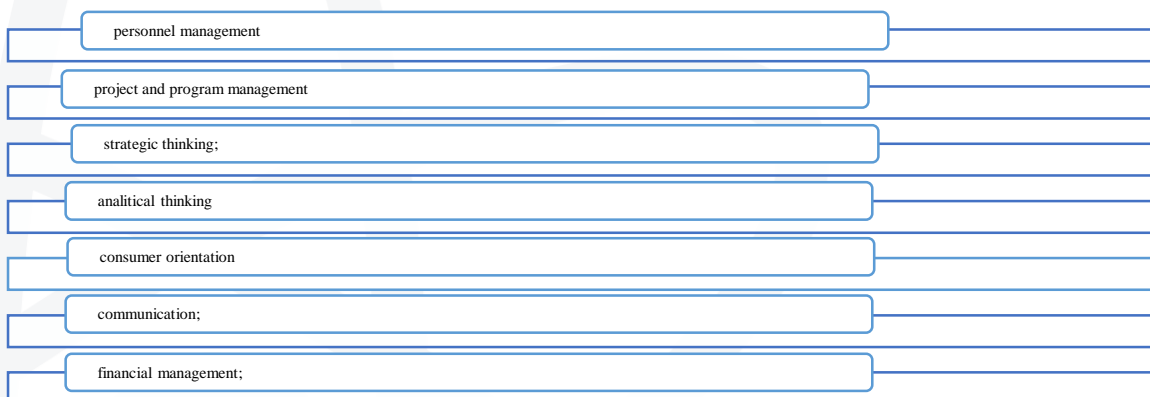 personnel management
project and program management
strategic thinking;
analitical thinking
consumer orientation
communication;
financial management;